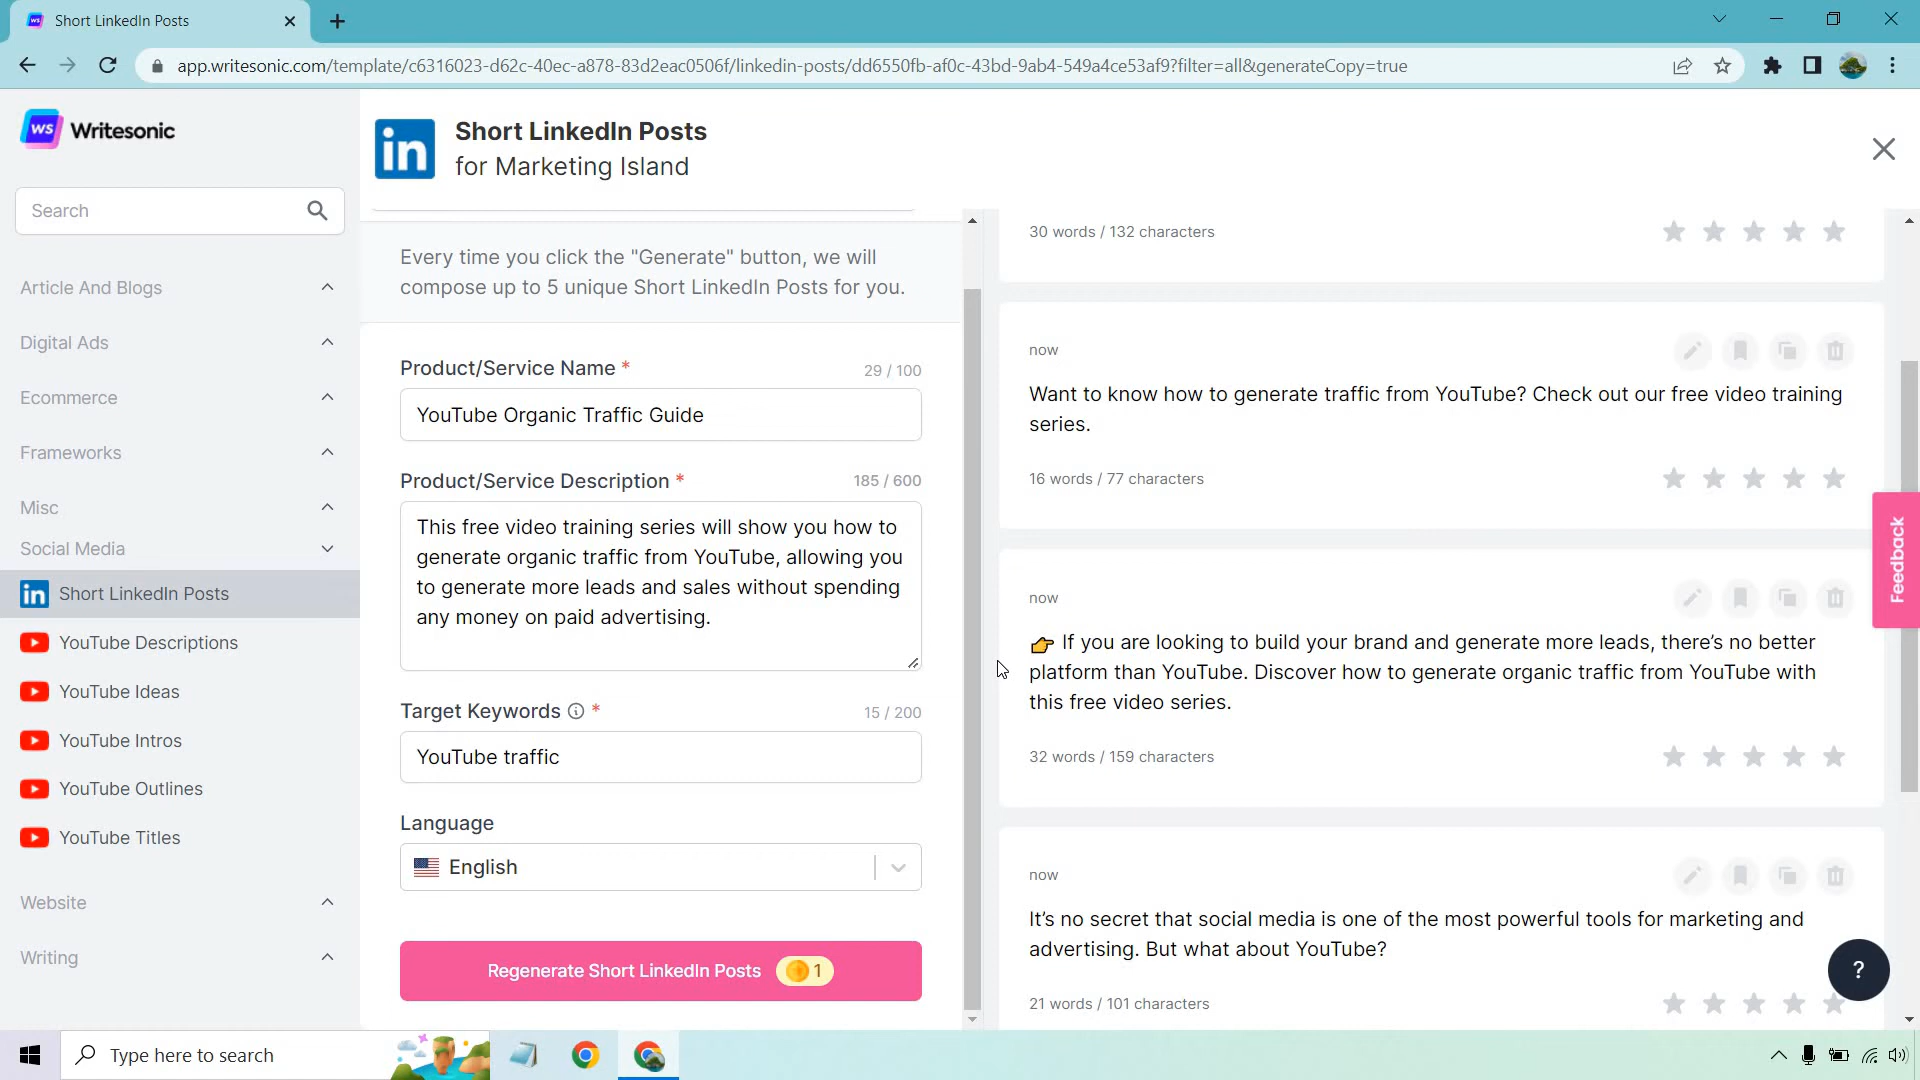 Short LinkedIn Posts
app.writesonic.com/template/c6316023-d62c-40ec-a878-83d2eac0506f/linkedin-posts/dd6550fb-af0c-43bd-9ab4-549a4ce53af9?filter=all&generateCopy=true
WS Writesonic
Search
Article And Blogs
Digital Ads
Ecommerce
Frameworks
Misc
Social Media
in Short LinkedIn Posts
YouTube Descriptions
YouTube Ideas
YouTube Intros
YouTube Outlines
YouTube Titles
Website
Writing
in
Short LinkedIn Posts
for Marketing Island
Every time you click the "Generate" button, we will
compose up to 5 unique Short LinkedIn Posts for you.
Product/Service Name * 29 / 100
YouTube Organic Traffic Guide
Product/Service Description * 185 / 600
This free video training series will show you how to
generate organic traffic from YouTube, allowing you
to generate more leads and sales without spending
any money on paid advertising.
Target Keywords * 15 / 200
YouTube traffic
Language
English
Regenerate Short LinkedIn Posts 1
30 words / 132 characters
now
Want to know how to generate traffic from YouTube? Check out our free video training
series.
16 words / 77 characters
now
👉 If you are looking to build your brand and generate more leads, there’s no better
platform than YouTube. Discover how to generate organic traffic from YouTube with
this free video series.
32 words / 159 characters
now
It’s no secret that social media is one of the most powerful tools for marketing and
advertising. But what about YouTube?
21 words / 101 characters
Feedback
?
Type here to search